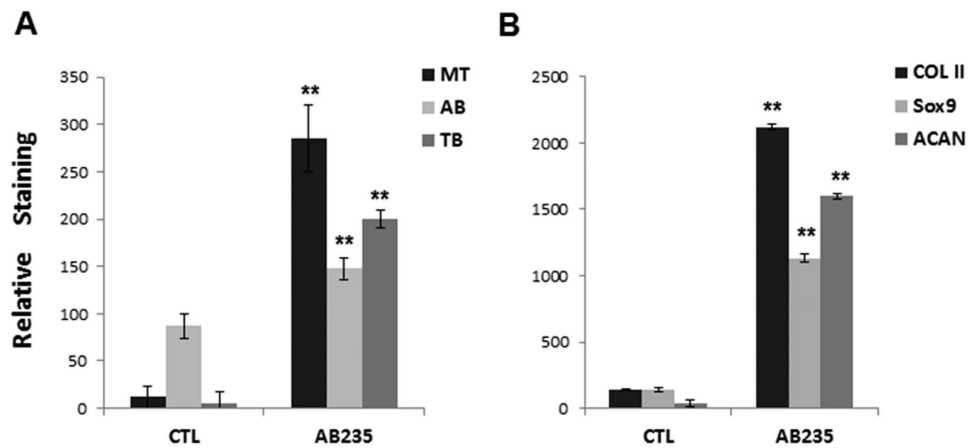 A
B
Relative Staining
350
300
250
200
150
100
50
0
MT
AB
TB
**
**
**
CTL
AB235
2500
2000
1500
1000
500
0
COL II
Sox9
ACAN
**
**
**
CTL
AB235